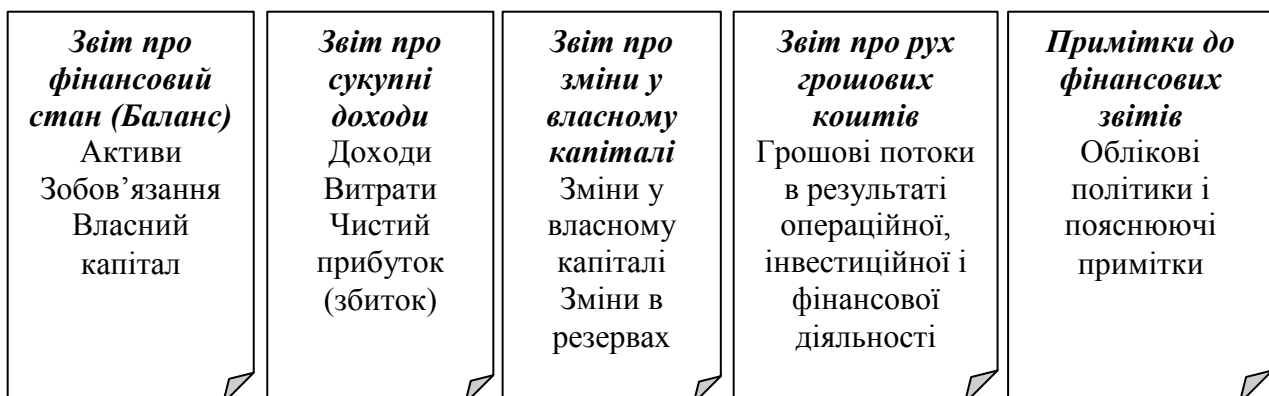 Звіт про
фінансовий
стан (Баланс)
Активи
Зобов’язання
Власний
капітал
Звіт про
сукупні
доходи
Доходи
Витрати
Чистий
прибуток
(збиток)
Звіт про
зміни у
власному
капіталі
Зміни у
власному
капіталі
Зміни в
резервах
Звіт про рух
грошових
коштів
Грошові потоки
в результаті
операційної,
інвестиційної і
фінансової
діяльності
Примітки до
фінансових
звітів
Облікові
політики і
пояснюючі
примітки